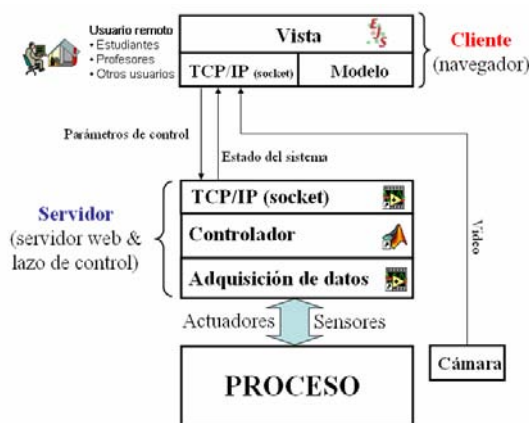 Usuario remoto
• Estudiantes
• Profesores
• Otros usuarios
Vista
EJS
TCP/IP (socket)
Modelo
Cliente
(navegador)
Parámetros de control
Estado del sistema
Video
Servidor
(servidor web &
lazo de control)
TCP/IP (socket)
Controlador
Adquisición de datos
Actuadores
Sensores
PROCESO
Cámara